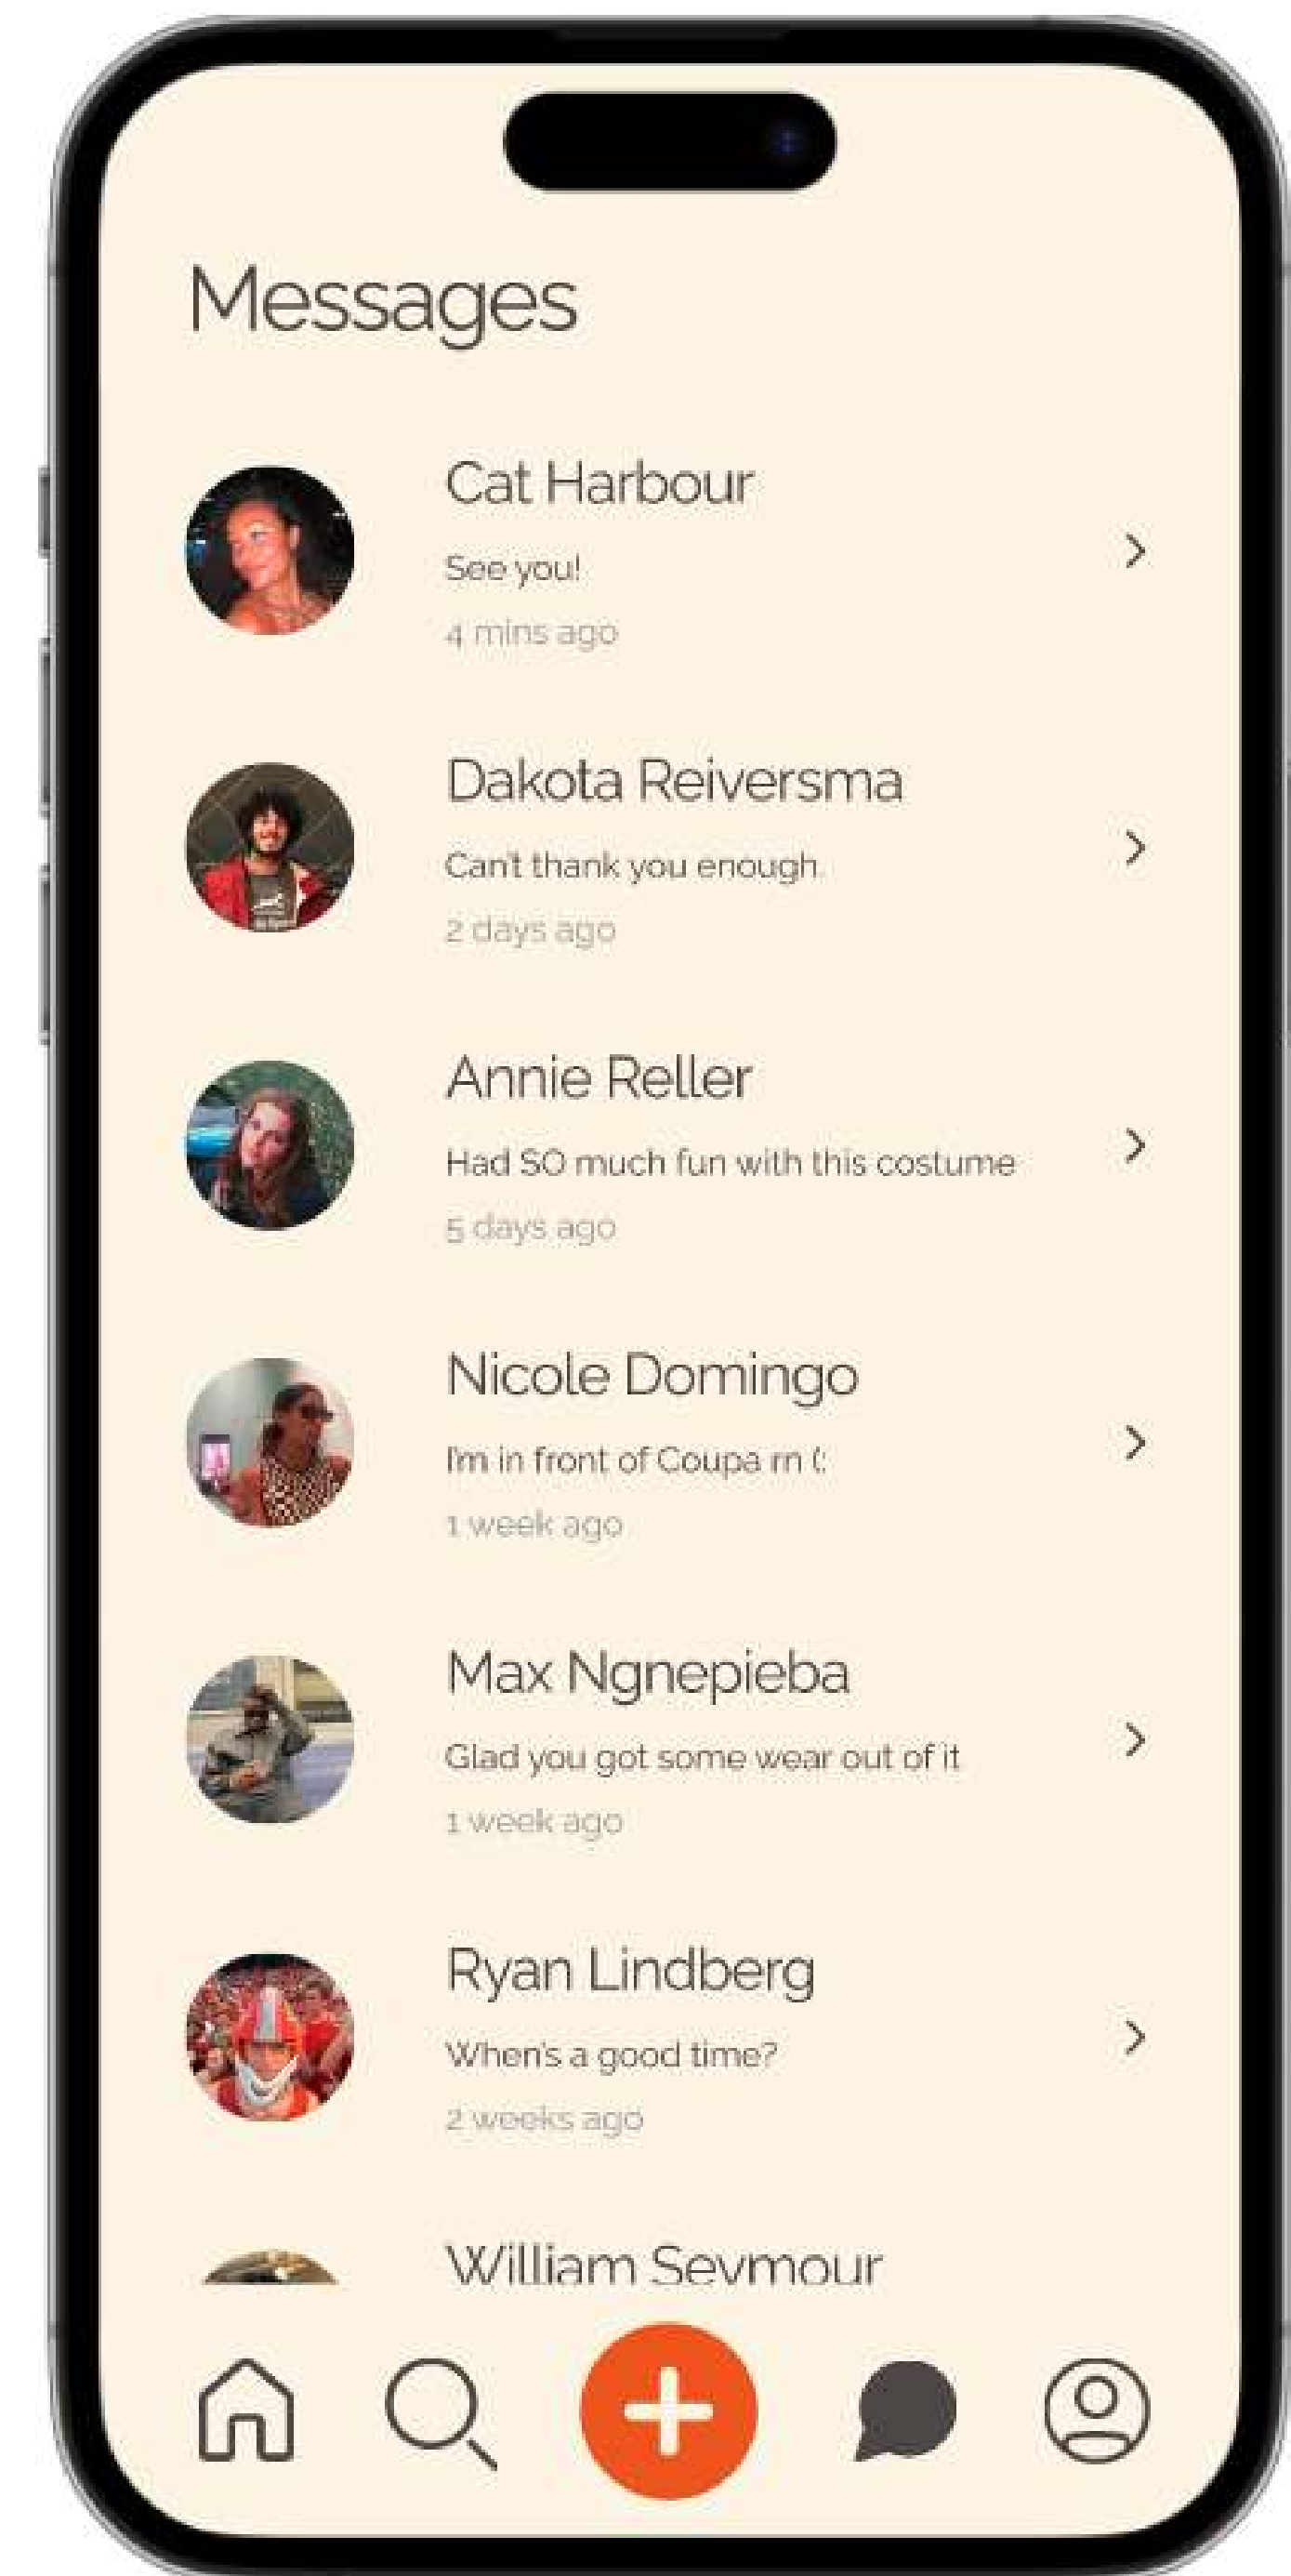 Messages
Cat Harbour
See you!
4 mins ago
Dakota Reiversma
Can't thank you enough.
2 days ago
Annie Reller
Had SO much fun with this costume
5 days ago
Nicole Domingo
I'm in front of Coupa rn (:
1 week ago
Max Ngnepieba
Glad you got some wear out of it
1 week ago
Ryan Lindberg
When's a good time?
2 weeks ago
William Seymour